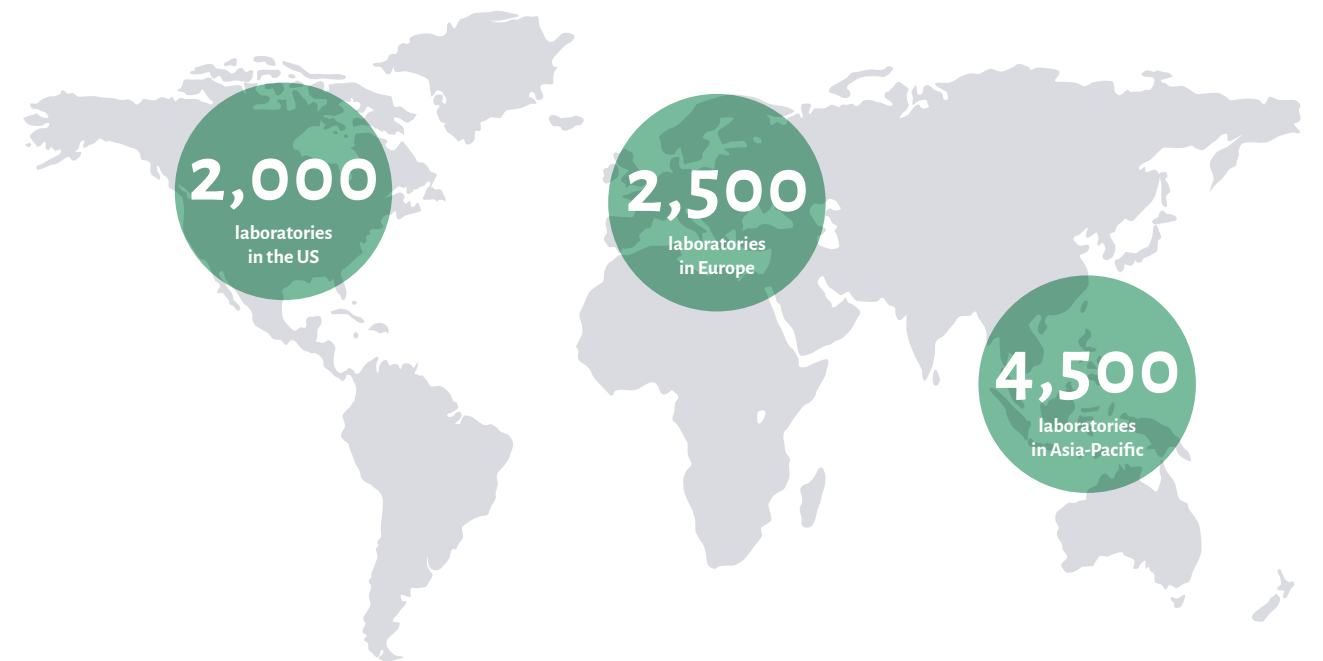 2,000
laboratories
in the US
2,500
laboratories
in Europe
4,500
laboratories
in Asia-Pacific